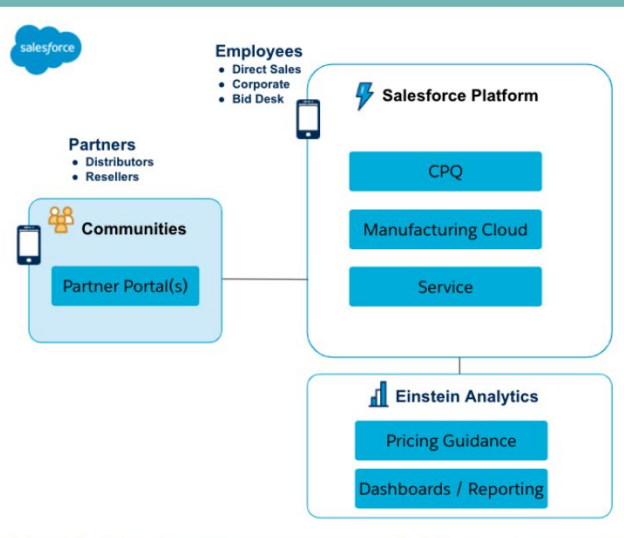 salesforce
Employees
• Direct Sales
• Corporate
• Bid Desk
Salesforce Platform
CPQ
Manufacturing Cloud
Service
Partners
• Distributors
• Resellers
Communities
Partner Portal(s)
Einstein Analytics
Pricing Guidance
Dashboards / Reporting